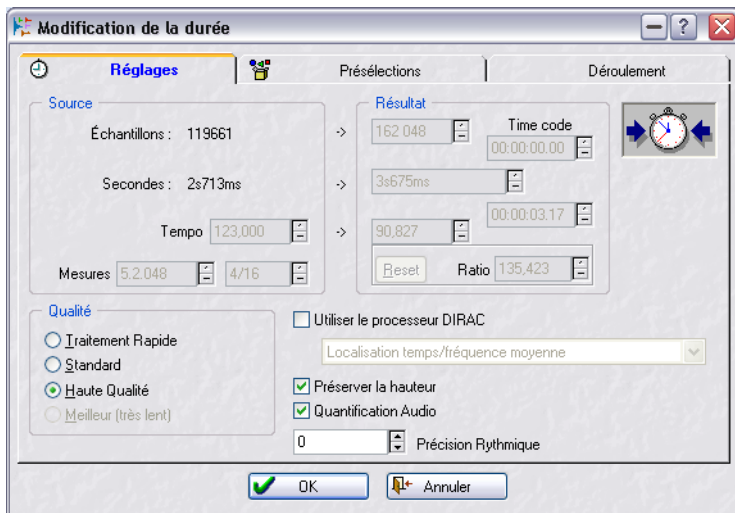 Modification de la durée
Réglages
Présélections
Déroulement
Source
Échantillons : 119661
Secondes : 2s713ms
Tempo 123,000
Mesures 5.2.048 4/16
->
->
->
Résultat
162 048
Time code
00:00:00.00
3s675ms
00:00:03.17
90,827
Reset
Ratio 135,423
Qualité
Traitement Rapide
Standard
Haute Qualité
Meilleur (très lent)
Utiliser le processeur DIRAC
Localisation temps/fréquence moyenne
Préserver la hauteur
Quantification Audio
0 Précision Rythmique
OK
Annuler